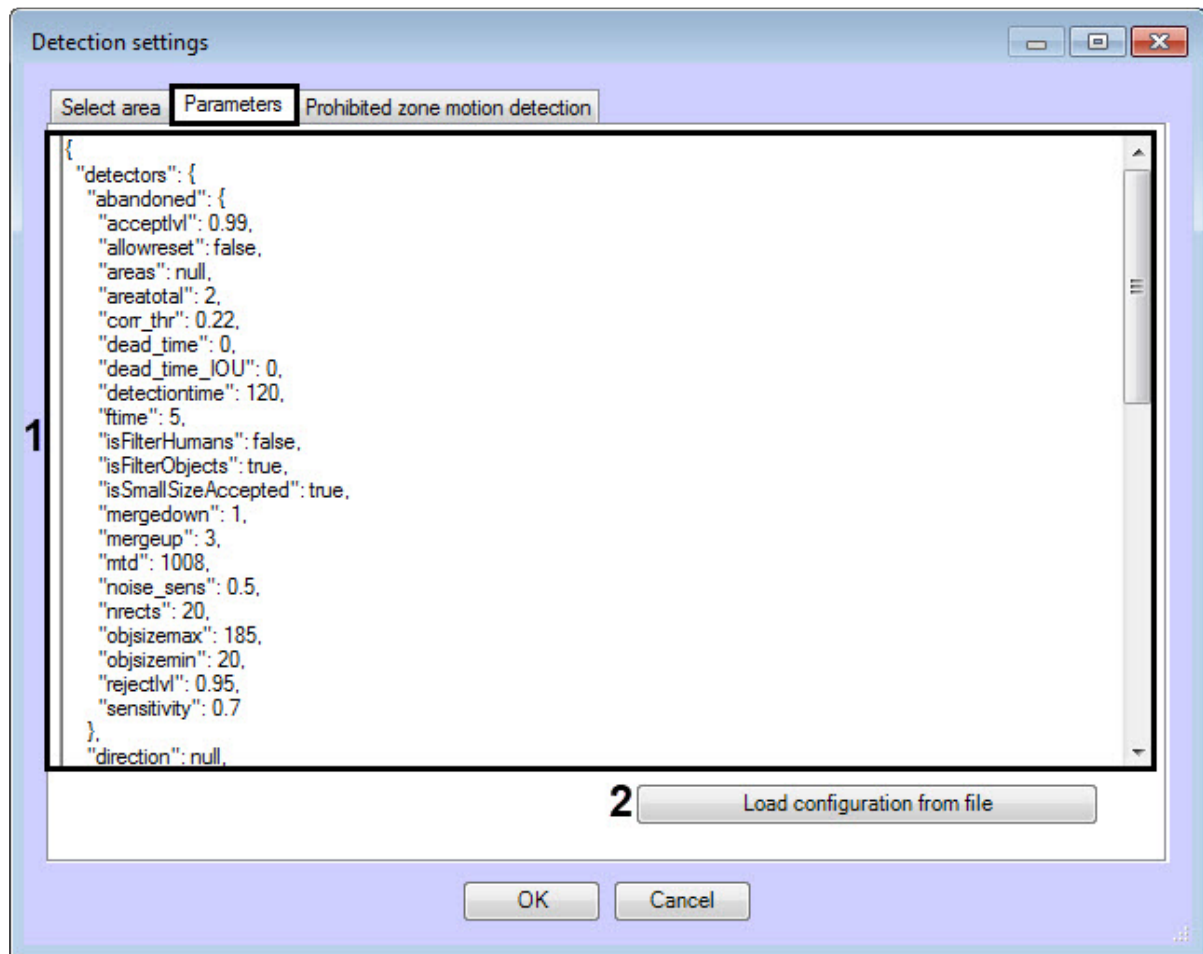 Detection settings
Select area Parameters Prohibited zone motion detection
{
"detectors": {
"abandoned": {
"acceptlvl": 0.99,
"allowreset": false,
"areas": null,
"areatotal": 2,
"corr_thr": 0.22,
"dead_time": 0,
"dead_time_IOU": 0,
"detectiontime": 120,
"ftime": 5,
"isFilterHumans": false,
"isFilterObjects": true,
"isSmallSizeAccepted": true,
"mergedown": 1,
"mergeup": 3,
"mtd": 1008,
"noise_sens": 0.5,
"nrects": 20,
"objsizemax": 185,
"objsizemin": 20,
"rejectlvl": 0.95,
"sensitivity": 0.7
},
"direction": null,
1
2 Load configuration from file
OK Cancel